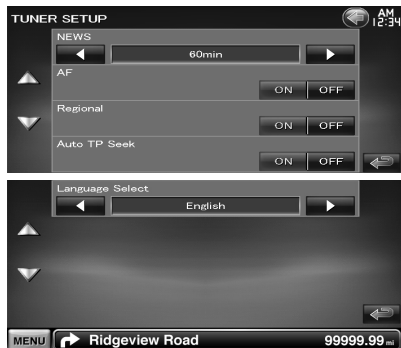 TUNER SETUP
AM
12:34
NEWS
60min
AF
ON OFF
Regional
ON OFF
Auto TP Seek
ON OFF
Language Select
English
MENU Ridgeview Road 99999.99 mi